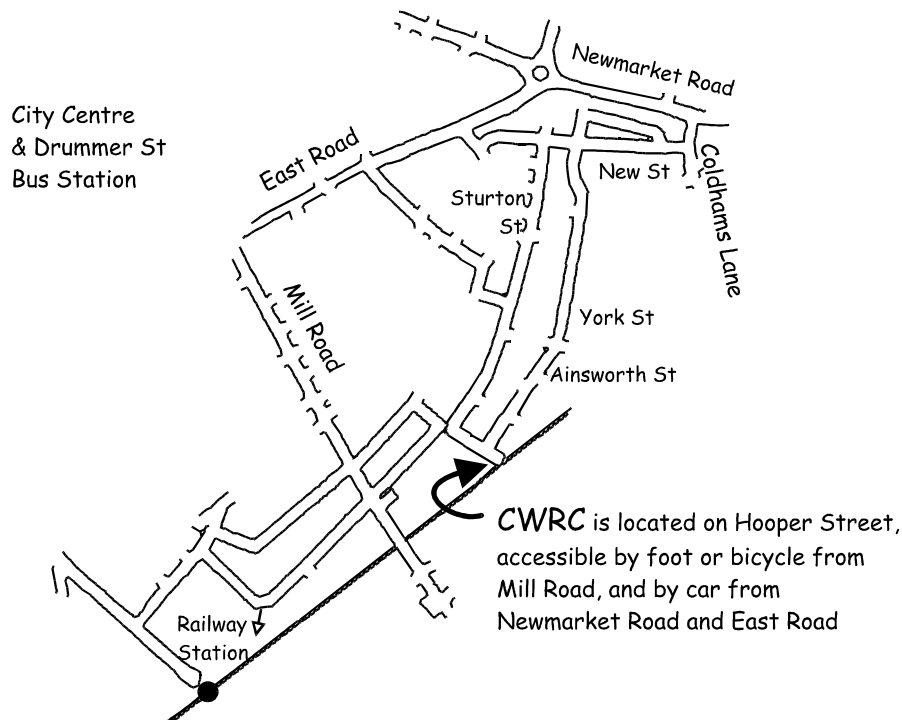 Newmarket Road
City Centre
& Drummer St
Bus Station
East Road
New St
Coldhams Lane
Sturton
St
Mill Road
York St
Ainsworth St
CWRC is located on Hooper Street,
accessible by foot or bicycle from
Mill Road, and by car from
Newmarket Road and East Road
Railway
Station